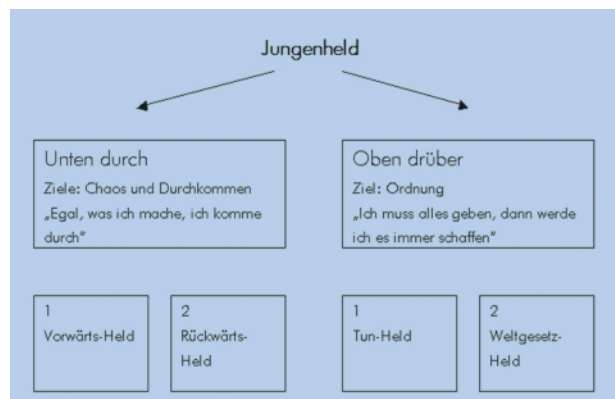 Jungenheld
Unten durch
Ziele: Chaos und Durchkommen
„Egal, was ich mache, ich komme
durch“
Oben drüber
Ziel: Ordnung
„Ich muss alles geben, dann werde
ich es immer schaffen“
1
Vorwärts-Held
2
Rückwärts-
Held
1
Tun-Held
2
Weltgesetz-
Held